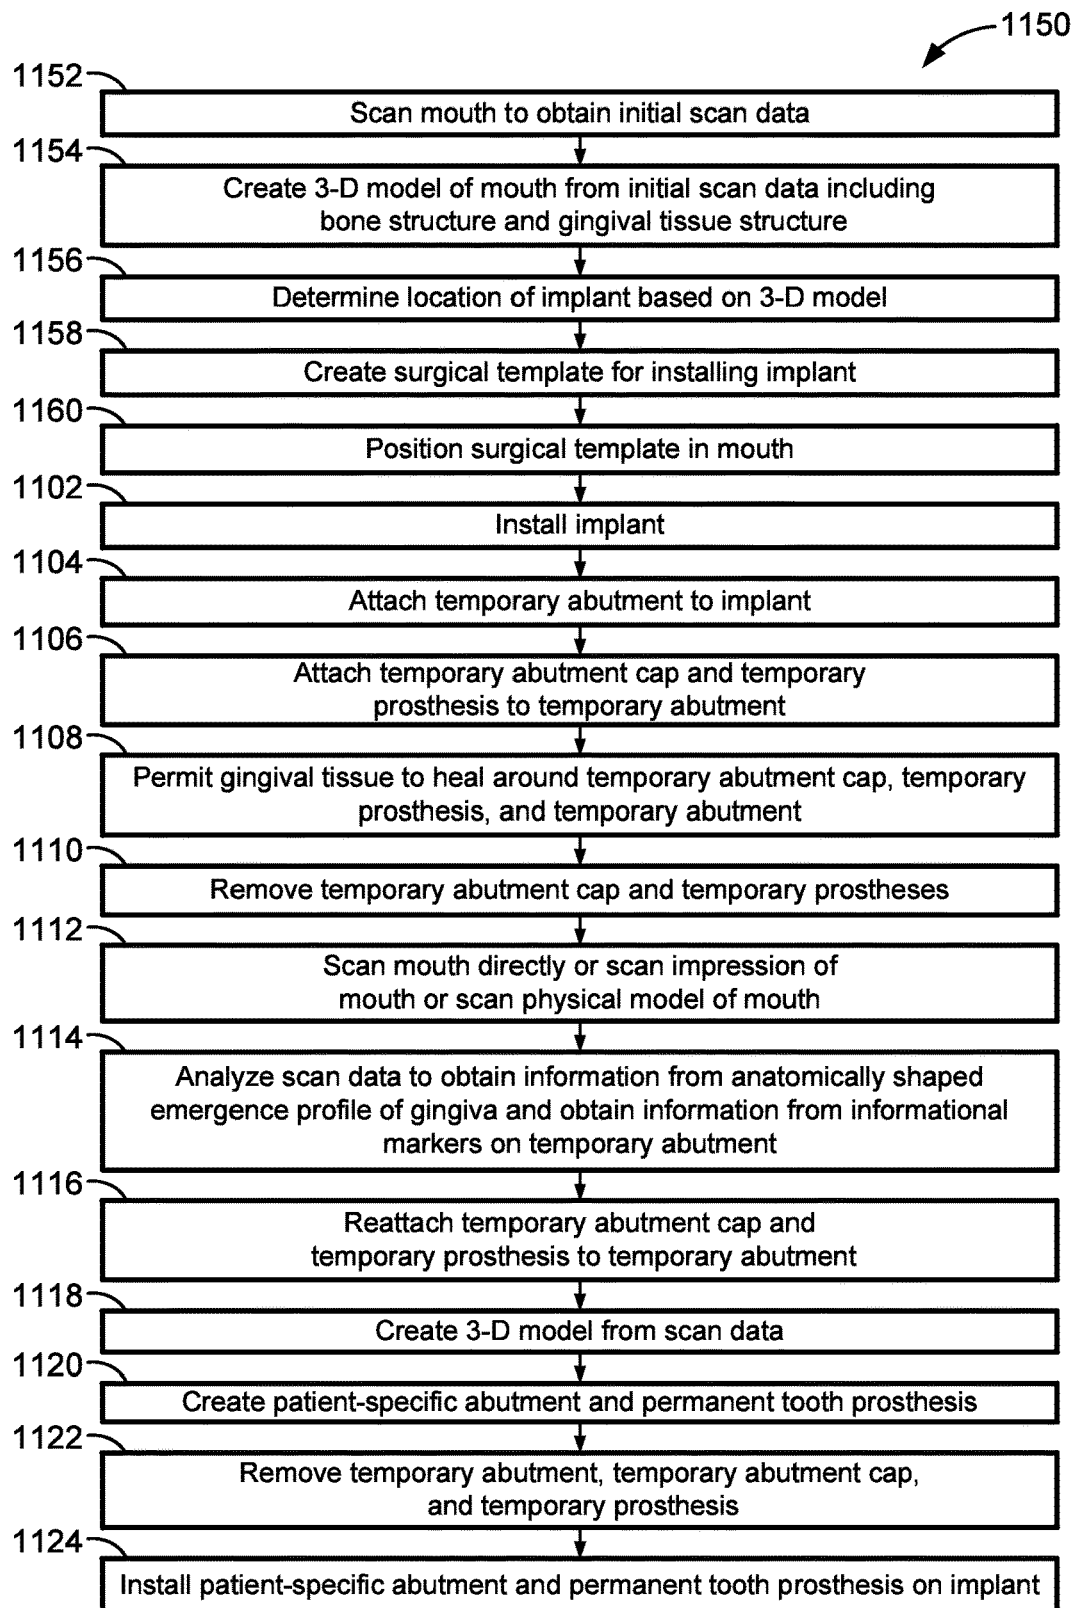 1150
1152
Scan mouth to obtain initial scan data
1154
Create 3-D model of mouth from initial scan data including
bone structure and gingival tissue structure
1156
Determine location of implant based on 3-D model
1158
Create surgical template for installing implant
1160
Position surgical template in mouth
1102
Install implant
1104
Attach temporary abutment to implant
1106
Attach temporary abutment cap and temporary
prosthesis to temporary abutment
1108
Permit gingival tissue to heal around temporary abutment cap, temporary
prosthesis, and temporary abutment
1110
Remove temporary abutment cap and temporary prostheses
1112
Scan mouth directly or scan impression of
mouth or scan physical model of mouth
1114
Analyze scan data to obtain information from anatomically shaped
emergence profile of gingiva and obtain information from informational
markers on temporary abutment
1116
Reattach temporary abutment cap and
temporary prosthesis to temporary abutment
1118
Create 3-D model from scan data
1120
Create patient-specific abutment and permanent tooth prosthesis
1122
Remove temporary abutment, temporary abutment cap,
and temporary prosthesis
1124
Install patient-specific abutment and permanent tooth prosthesis on implant